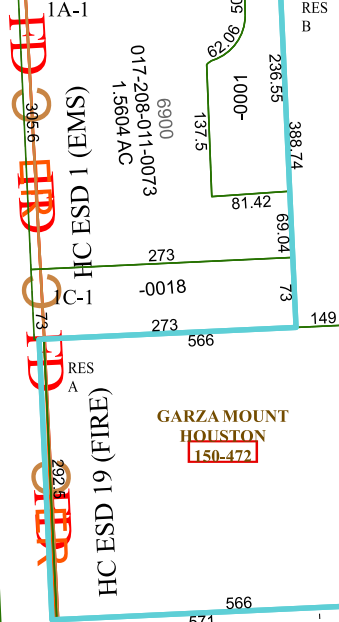 1A-1
RES
B
62.06
236.55
-0001
6900
017-208-011-0073
1.5604 AC
305.6
HC ESD 1 (EMS)
137.5
388.74
81.42
69.04
273
1C-1
-0018
73
73
273
566
149
RES
A
GARZA MOUNT
HOUSTON
150-472
292.5
HC ESD 19 (FIRE)
566
571